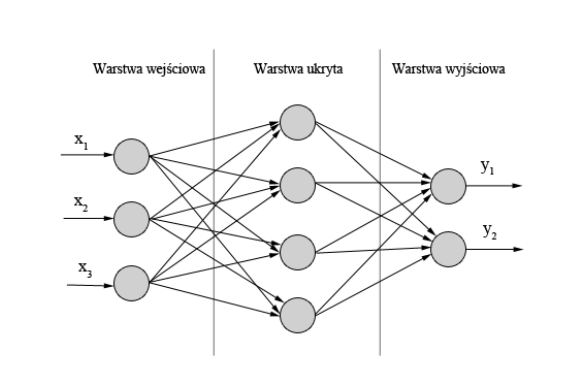 Warstwa wejściowa Warstwa ukryta Warstwa wyjściowa
x₁
y₁
x₂
y₂
x₃